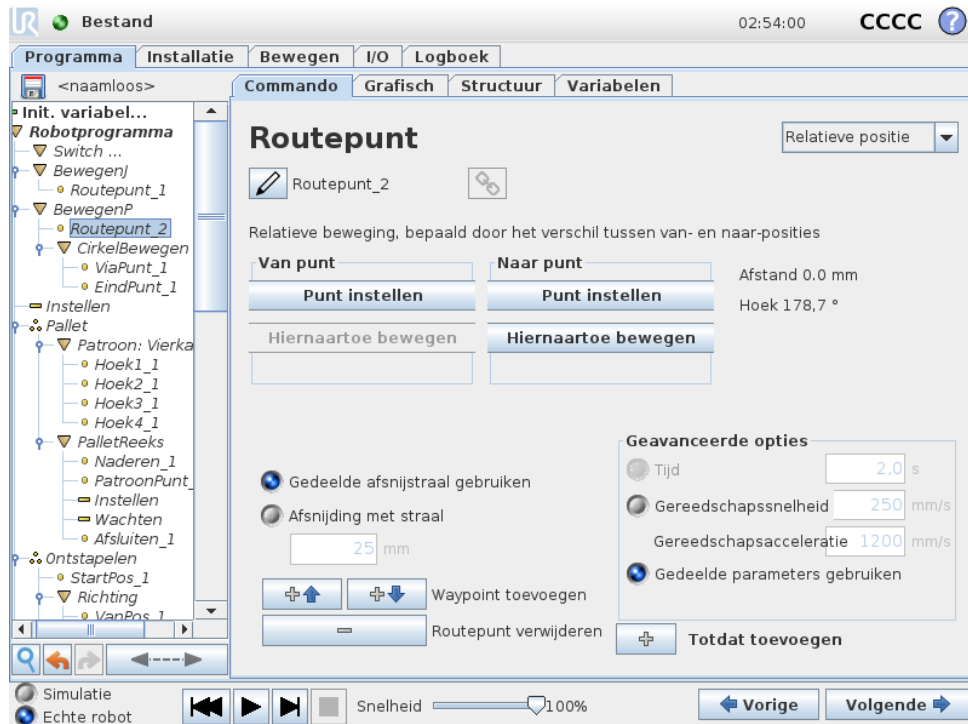 UR Bestand 02:54:00 CCCC ?
Programma Installatie Bewegen I/O Logboek
<naamloos>
Commando Grafisch Structuur Variabelen
Init. variabel...
Robotprogramma
Switch ...
BewegenJ
Routepunt_1
BewegenP
Routepunt_2
CirkelBewegen
ViaPunt_1
EindPunt_1
Instellen
Pallet
Patroon: Vierka
Hoek1_1
Hoek2_1
Hoek3_1
Hoek4_1
PalletReeks
Naderen_1
PatroonPunt_
Instellen
Wachten
Afsluiten_1
Ontstapelen
StartPos_1
Richting
VanPos_1
Routepunt
Relatieve positie
Routepunt_2
Relatieve beweging, bepaald door het verschil tussen van- en naar-posities
Van punt
Punt instellen
Hiernaartoe bewegen
Naar punt
Punt instellen
Hiernaartoe bewegen
Afstand 0.0 mm
Hoek 178,7 °
Gedeelde afsnijstraal gebruiken
Afsnijding met straal
25 mm
Waypoint toevoegen
Routepunt verwijderen
Geavanceerde opties
Tijd 2,0 s
Gereedschapssnelheid 250 mm/s
Gereedschapsacceleratie 1200 mm/s
Gedeelde parameters gebruiken
Totdat toevoegen
Simulatie
Echte robot
Snelheid 100%
Vorige
Volgende